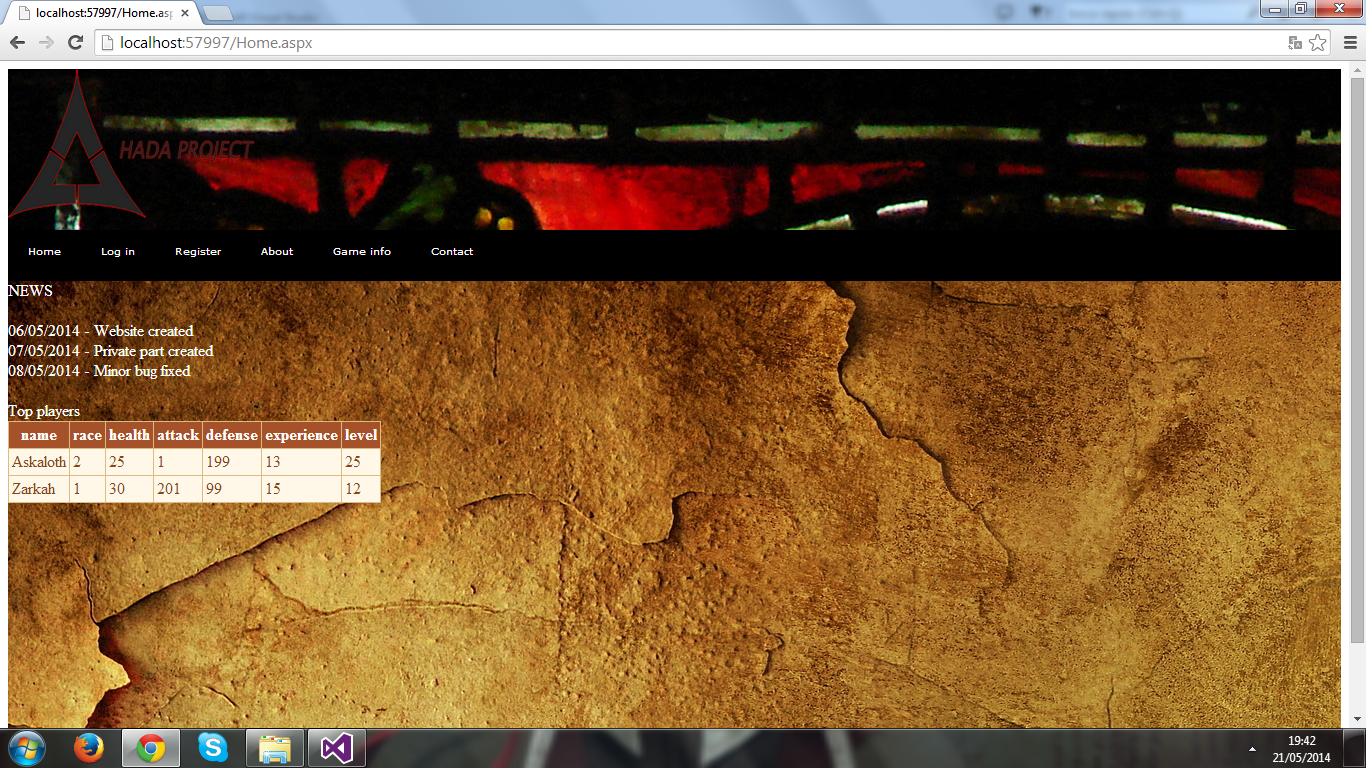 localhost:57997/Home.asp
localhost:57997/Home.aspx
HADA PROJECT
Home Log in Register About Game info Contact
NEWS
06/05/2014 - Website created
07/05/2014 - Private part created
08/05/2014 - Minor bug fixed
Top players
name race health attack defense experience level
Askaloth 2 25 1 199 13 25
Zarkah 1 30 201 99 15 12
19:42
21/05/2014